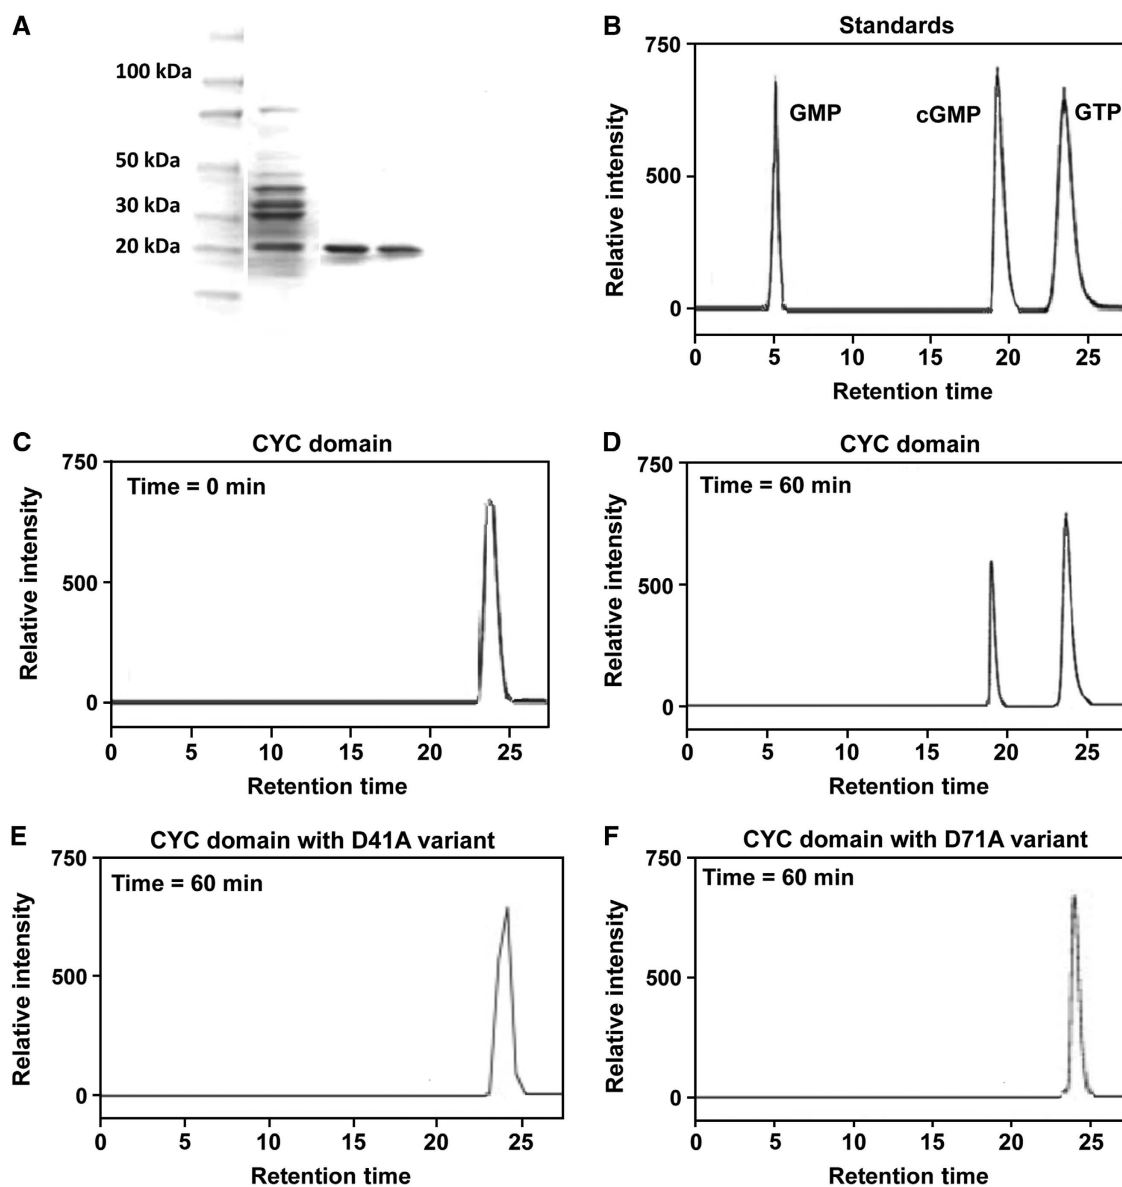 A
100 kDa
50 kDa
30 kDa
20 kDa
B
Standards
750
500
0
Relative intensity
GMP
cGMP
GTP
0 5 10 15 20 25
Retention time
C
CYC domain
Time = 0 min
750
500
0
Relative intensity
0 5 10 15 20 25
Retention time
D
CYC domain
Time = 60 min
750
500
0
Relative intensity
0 5 10 15 20 25
Retention time
E
CYC domain with D41A variant
Time = 60 min
750
500
0
Relative intensity
0 5 10 15 20 25
Retention time
F
CYC domain with D71A variant
Time = 60 min
750
500
0
Relative intensity
0 5 10 15 20 25
Retention time